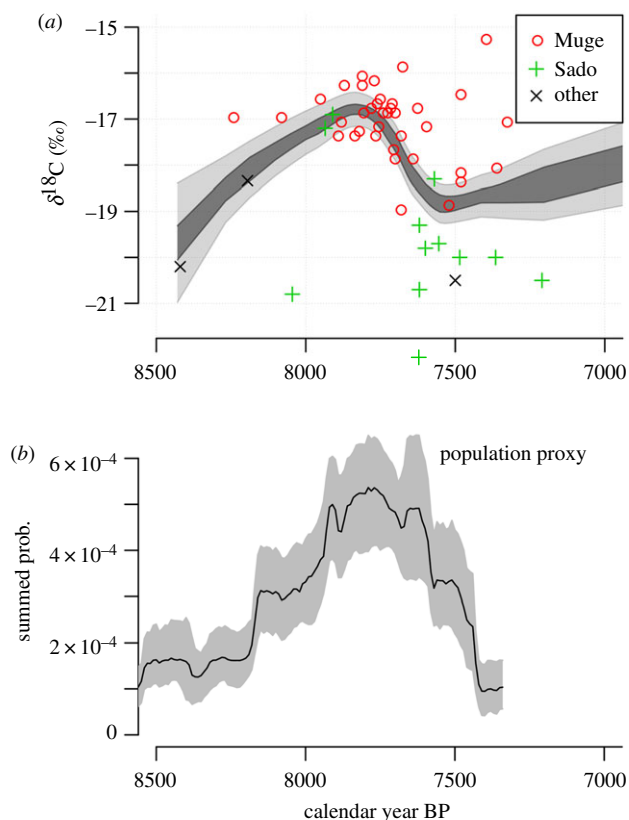 (a)
−15
−17
−19
−21
δ¹⁸C (‰)
Muge
Sado
other
8500 8000 7500 7000
(b)
population proxy
6 × 10⁻⁴
4 × 10⁻⁴
2 × 10⁻⁴
0
summed prob.
8500 8000 7500 7000
calendar year BP